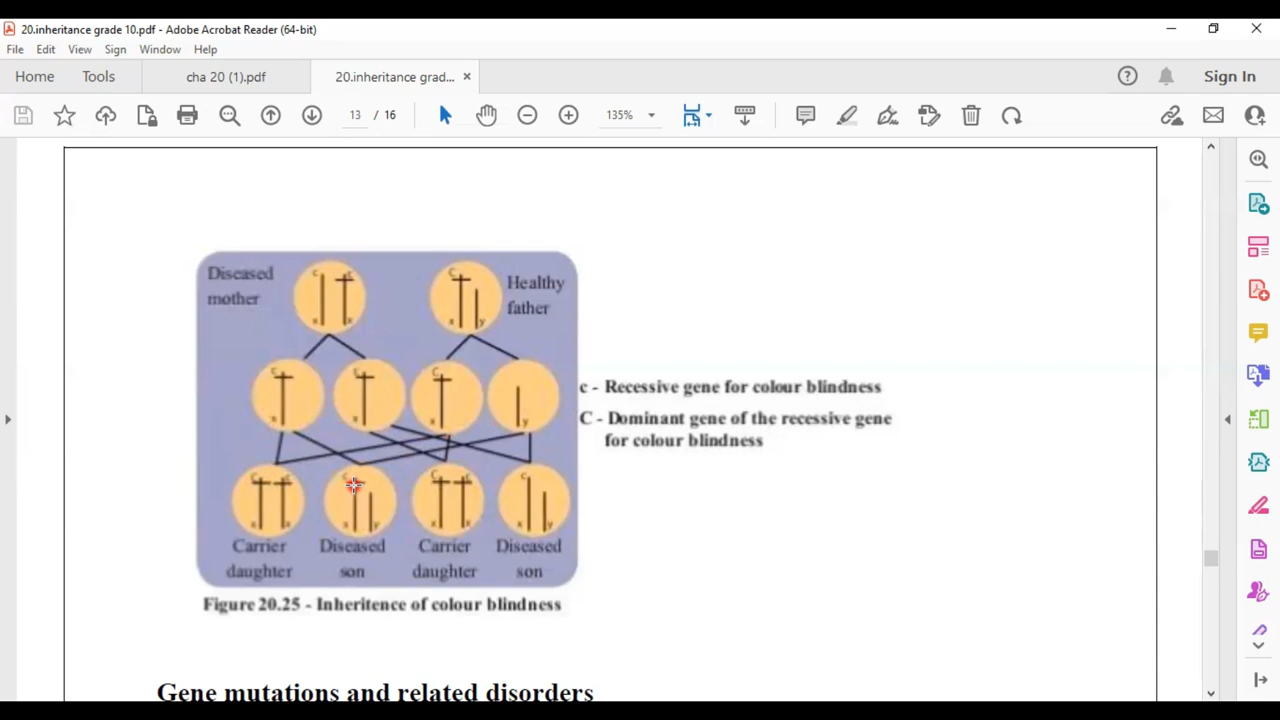 20.inheritance grade 10.pdf - Adobe Acrobat Reader (64-bit)
File Edit View Sign Window Help
Home Tools cha 20 (1).pdf 20.inheritance grad... × Sign In
13 / 16 135%
Diseased
mother
Healthy
father
c - Recessive gene for colour blindness
C - Dominant gene of the recessive gene
for colour blindness
Carrier Diseased Carrier Diseased
daughter son daughter son
Figure 20.25 - Inheritence of colour blindness
Gene mutations and related disorders